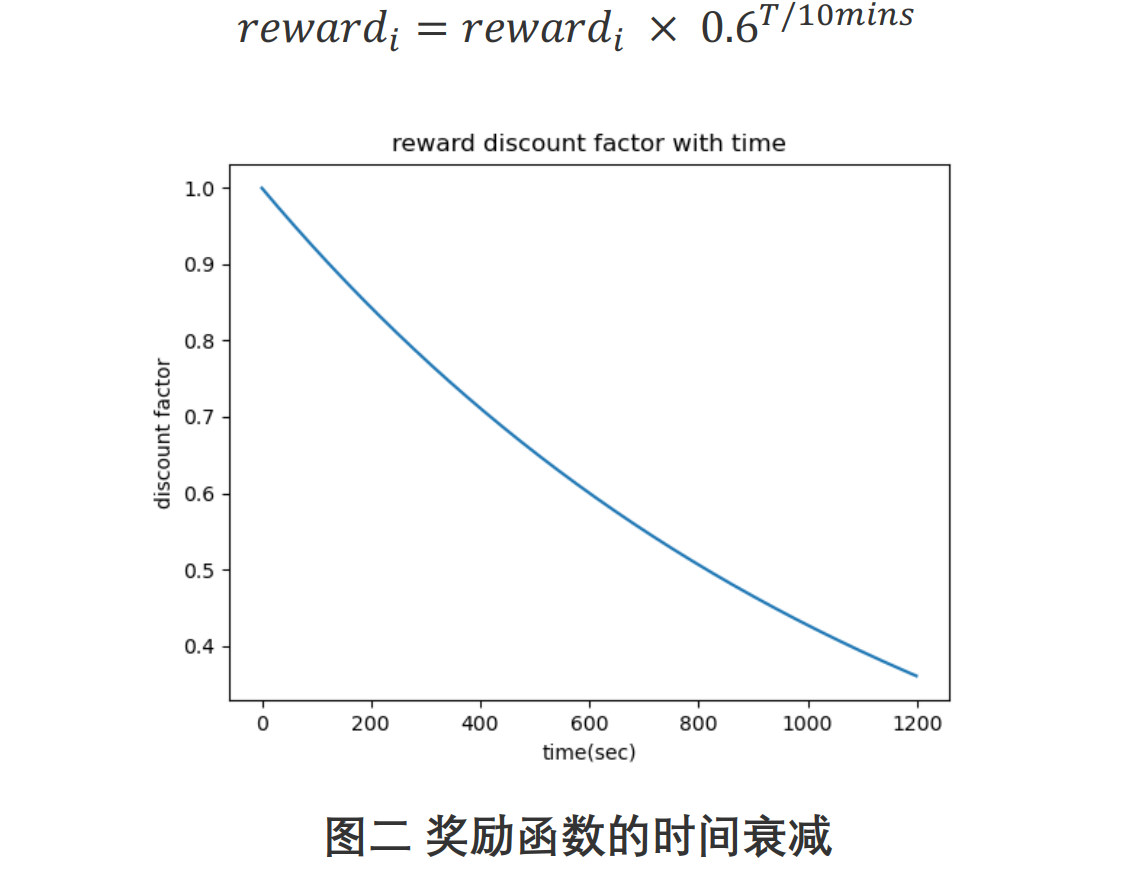 reward_i = reward_i × 0.6^{T/10mins}
reward discount factor with time
1.0
0.9
0.8
0.7
0.6
0.5
0.4
discount factor
0 200 400 600 800 1000 1200
time(sec)
图二 奖励函数的时间衰减